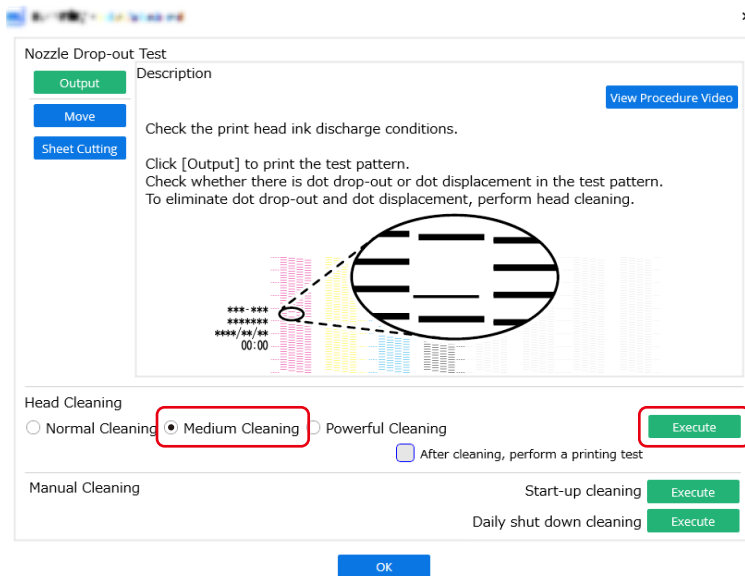 Nozzle Drop-out Test
Output
Description
View Procedure Video
Move
Check the print head ink discharge conditions.
Sheet Cutting
Click [Output] to print the test pattern.
Check whether there is dot drop-out or dot displacement in the test pattern.
To eliminate dot drop-out and dot displacement, perform head cleaning.
***-***
*******
****/**/**
00:00
Head Cleaning
Normal Cleaning Medium Cleaning Powerful Cleaning Execute
After cleaning, perform a printing test
Manual Cleaning Start-up cleaning Execute
Daily shut down cleaning Execute
OK